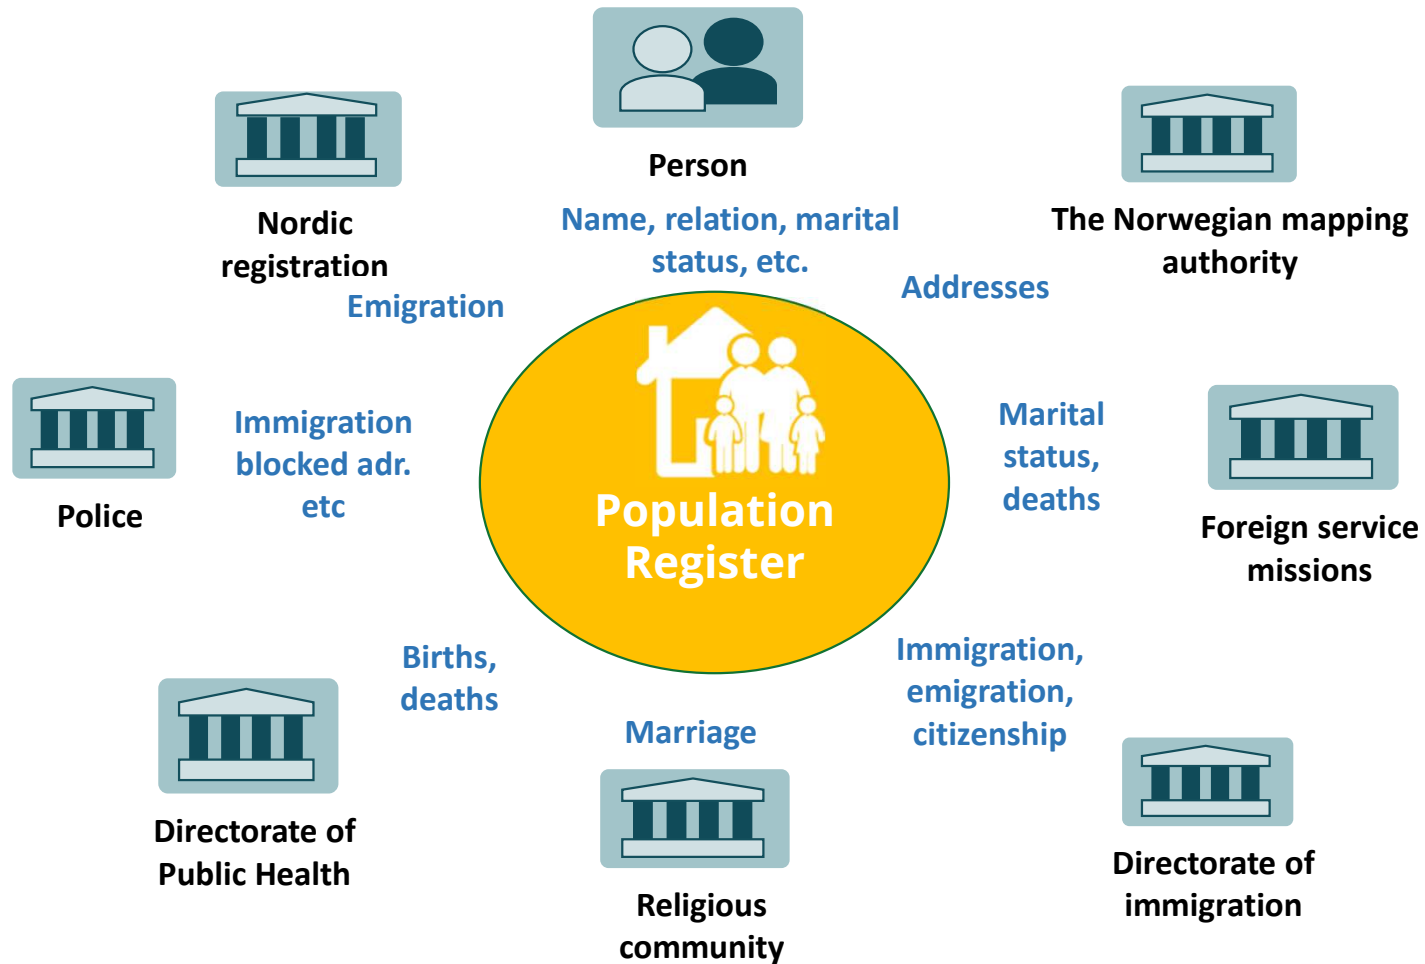 Person
Name, relation, marital
status, etc.
Nordic
registration
Emigration
The Norwegian mapping
authority
Addresses
Police
Immigration
blocked adr.
etc
Population
Register
Marital
status,
deaths
Foreign service
missions
Births,
deaths
Directorate of
Public Health
Marriage
Religious
community
Immigration,
emigration,
citizenship
Directorate of
immigration